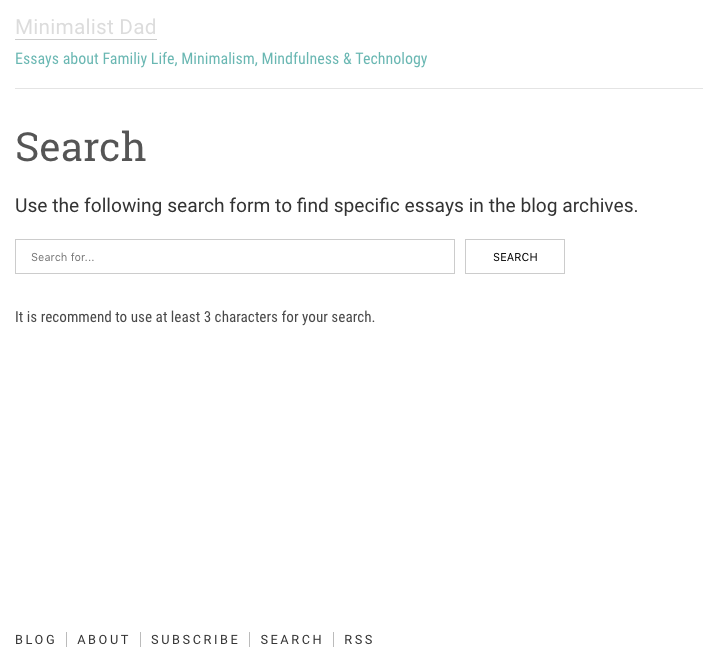 Minimalist Dad
Essays about Familiy Life, Minimalism, Mindfulness & Technology
Search
Use the following search form to find specific essays in the blog archives.
Search for...
SEARCH
It is recommend to use at least 3 characters for your search.
BLOG | ABOUT | SUBSCRIBE | SEARCH | RSS